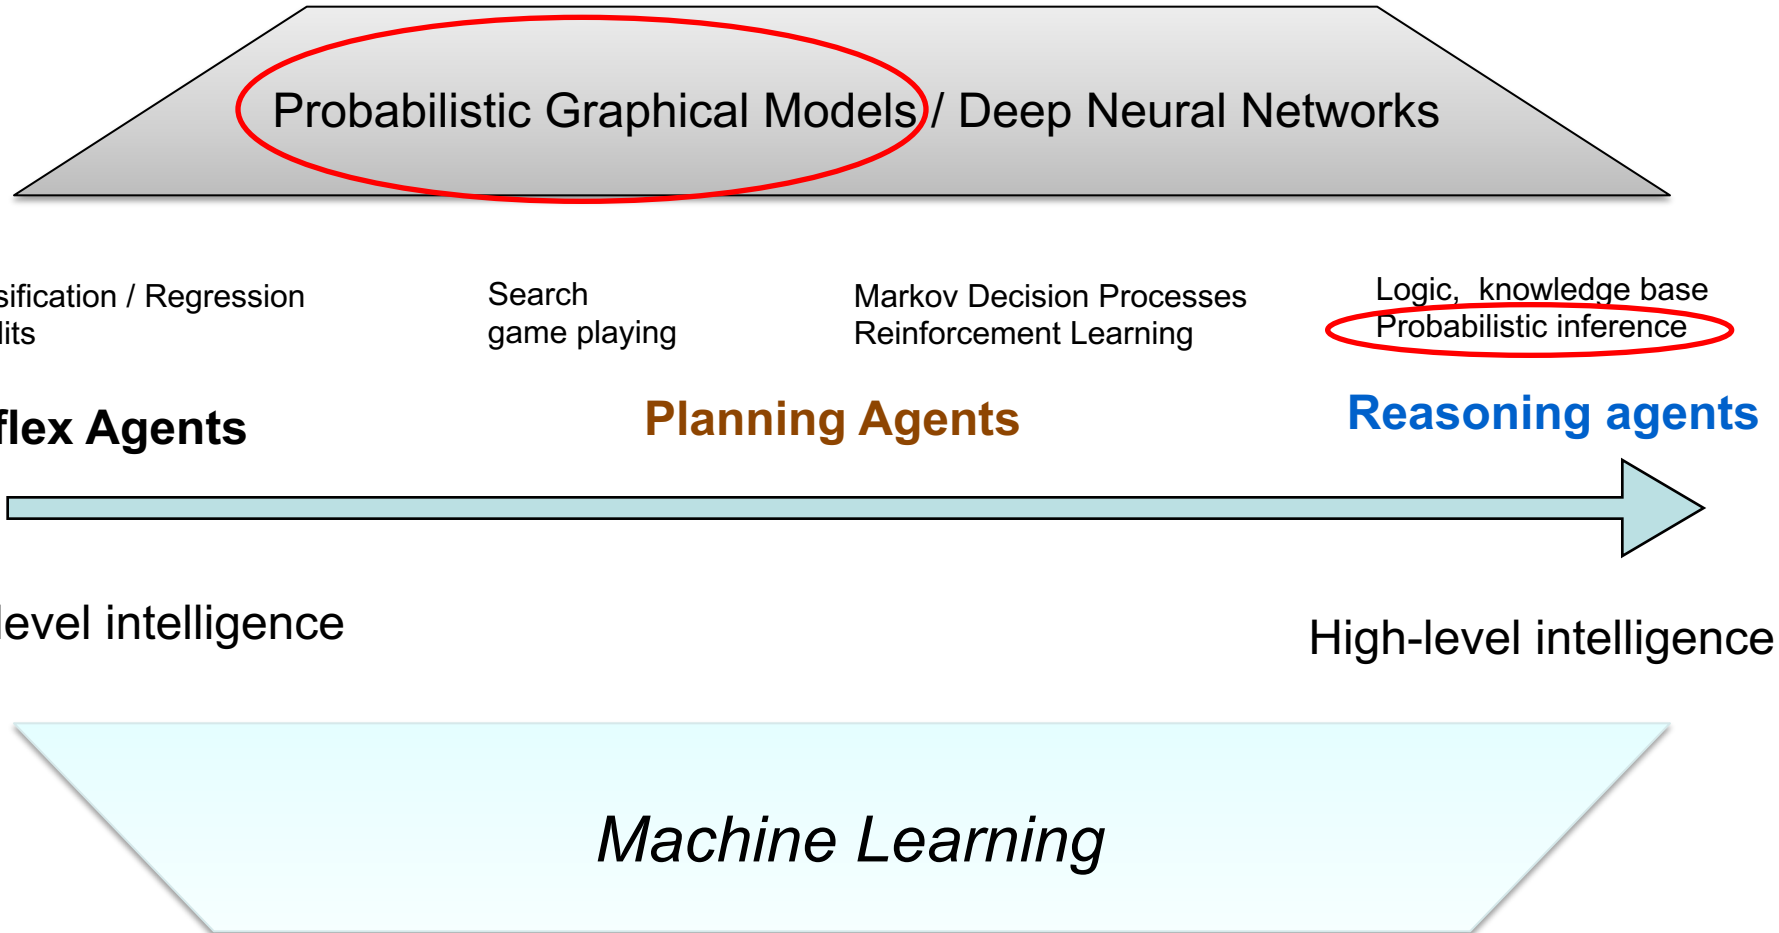 Probabilistic Graphical Models / Deep Neural Networks
sification / Regression
lits
Search
game playing
Markov Decision Processes
Reinforcement Learning
Logic, knowledge base
Probabilistic inference
flex Agents
Planning Agents
Reasoning agents
level intelligence
High-level intelligence
Machine Learning